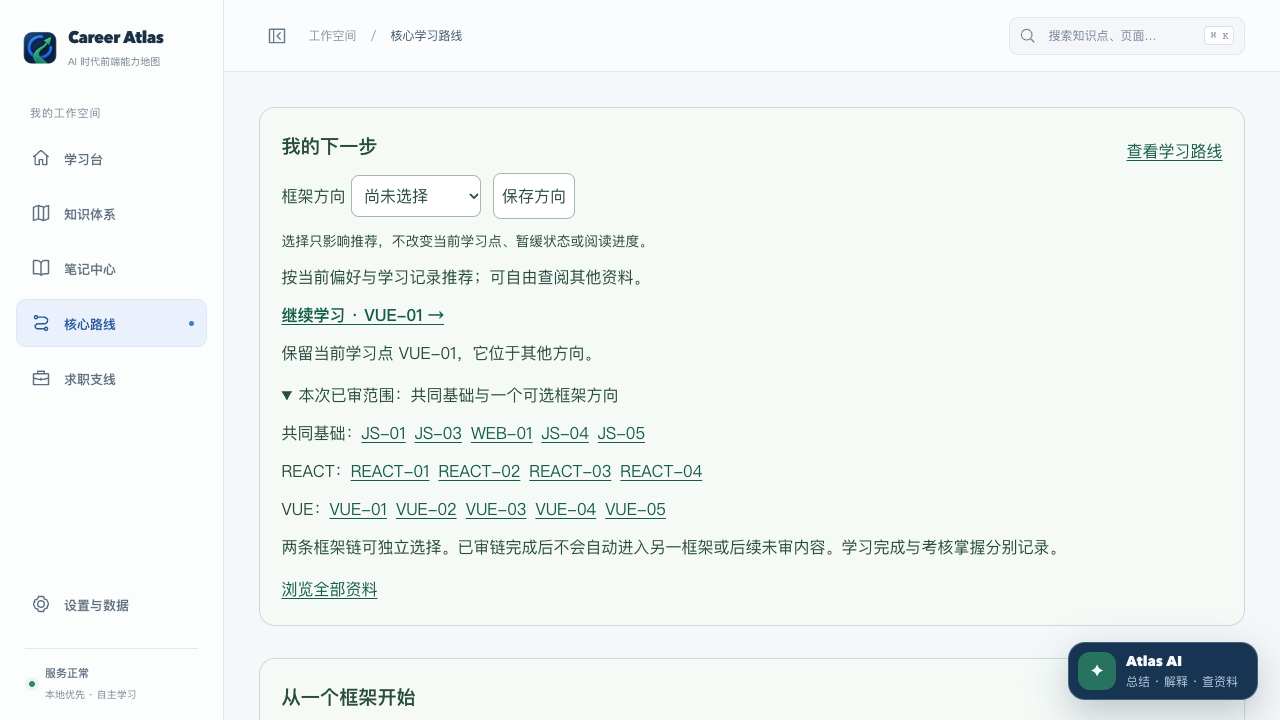 Career Atlas
AI 时代前端能力地图
我的工作空间
学习台
知识体系
笔记中心
核心路线
求职支线
设置与数据
服务正常
本地优先 · 自主学习
工作空间 / 核心学习路线
搜索知识点、页面… ⌘ K
我的下一步
查看学习路线
框架方向 尚未选择 保存方向
选择只影响推荐，不改变当前学习点、暂缓状态或阅读进度。
按当前偏好与学习记录推荐；可自由查阅其他资料。
继续学习 · VUE-01 →
保留当前学习点 VUE-01，它位于其他方向。
▼ 本次已审范围：共同基础与一个可选框架方向
共同基础：JS-01 JS-03 WEB-01 JS-04 JS-05
REACT：REACT-01 REACT-02 REACT-03 REACT-04
VUE：VUE-01 VUE-02 VUE-03 VUE-04 VUE-05
两条框架链可独立选择。已审链完成后不会自动进入另一框架或后续未审内容。学习完成与考核掌握分别记录。
浏览全部资料
从一个框架开始
Atlas AI
总结 · 解释 · 查资料